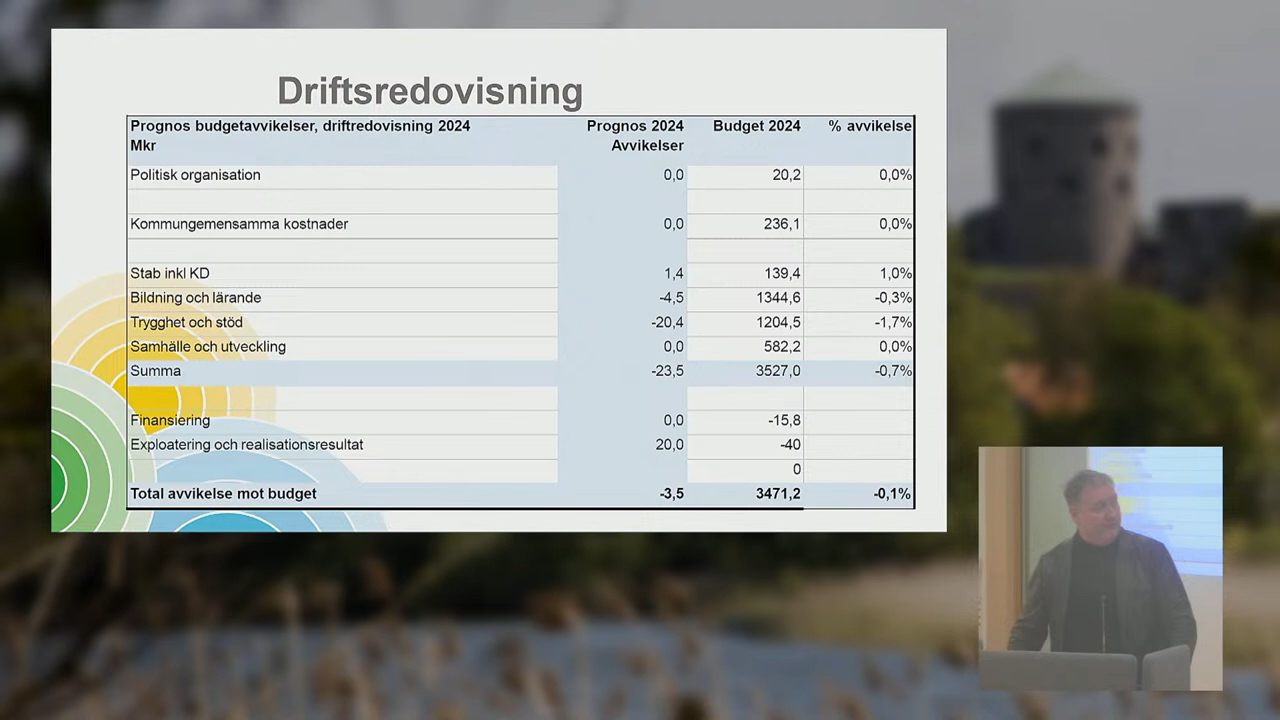 Driftsredovisning
Prognos budgetavvikelser, driftredovisning 2024 Prognos 2024 Budget 2024 % avvikelse
Mkr Avvikelser
Politisk organisation 0,0 20,2 0,0%
Kommungemensamma kostnader 0,0 236,1 0,0%
Stab inkl KD 1,4 139,4 1,0%
Bildning och lärande -4,5 1344,6 -0,3%
Trygghet och stöd -20,4 1204,5 -1,7%
Samhälle och utveckling 0,0 582,2 0,0%
Summa -23,5 3527,0 -0,7%
Finansiering 0,0 -15,8
Exploatering och realisationsresultat 20,0 -40
0
Total avvikelse mot budget -3,5 3471,2 -0,1%